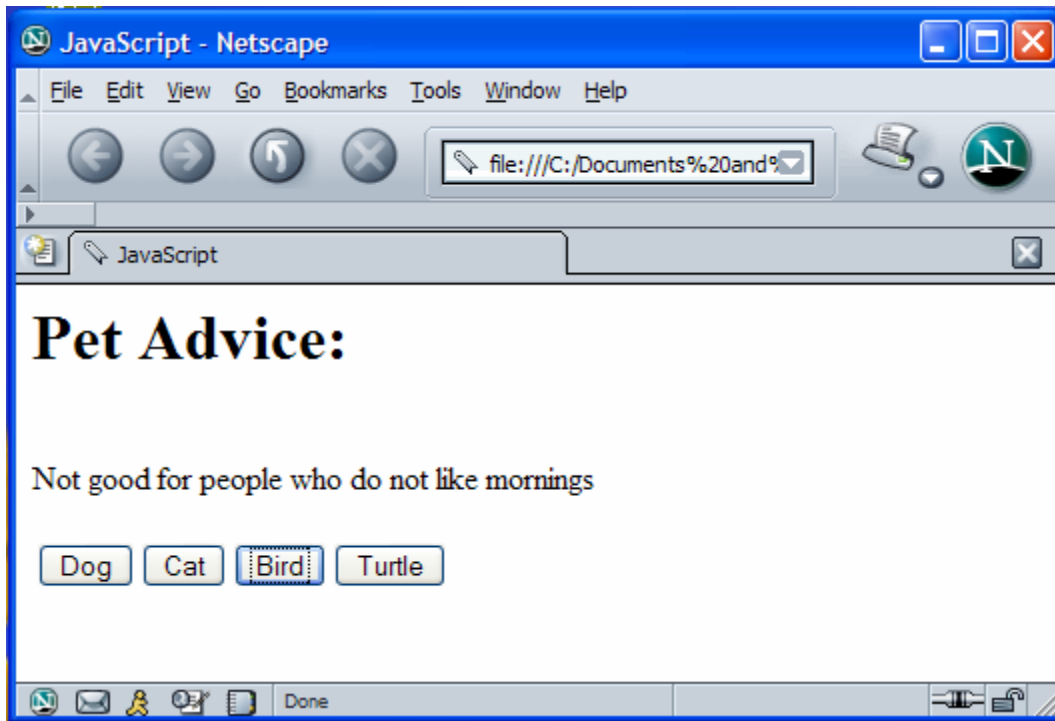 JavaScript - Netscape
File Edit View Go Bookmarks Tools Window Help
file:///C:/Documents%20and%
N
JavaScript
Pet Advice:
Not good for people who do not like mornings
Dog Cat Bird Turtle
Done